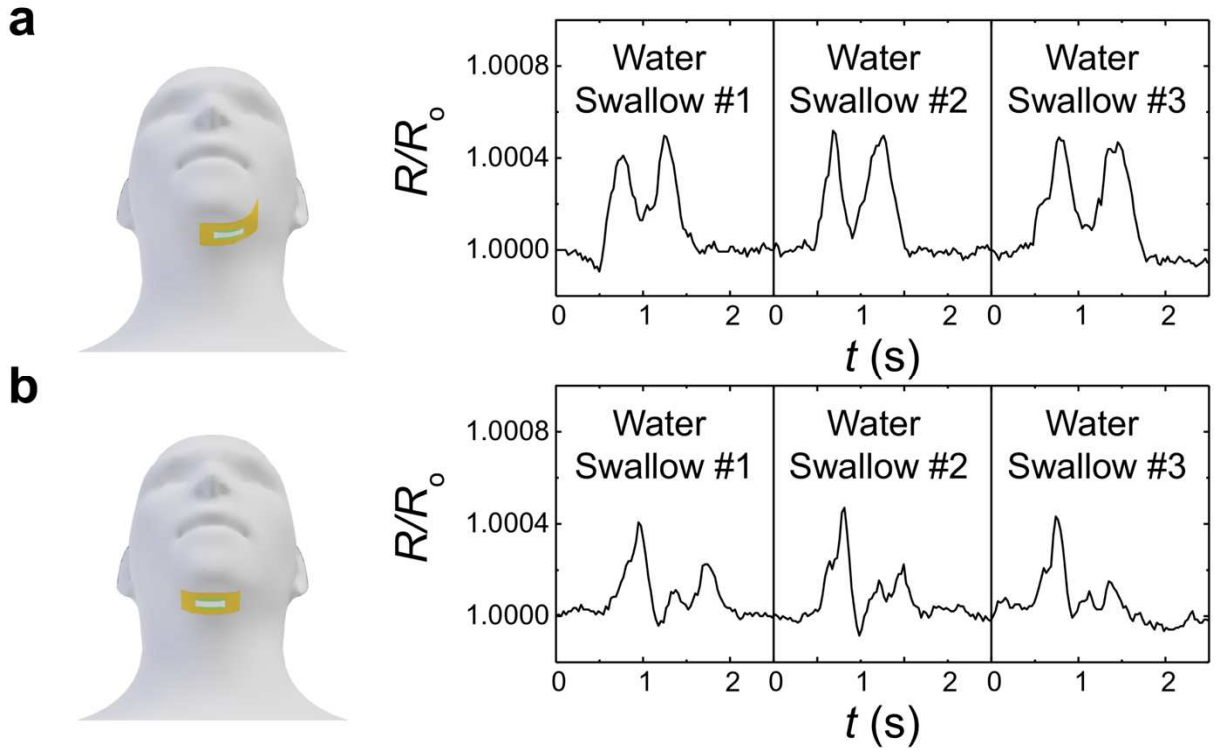 a
R/Rₒ
1.0008
1.0004
1.0000
Water
Swallow #1
Water
Swallow #2
Water
Swallow #3
0 1 2 0 1 2 0 1 2
t (s)
b
R/Rₒ
1.0008
1.0004
1.0000
Water
Swallow #1
Water
Swallow #2
Water
Swallow #3
0 1 2 0 1 2 0 1 2
t (s)